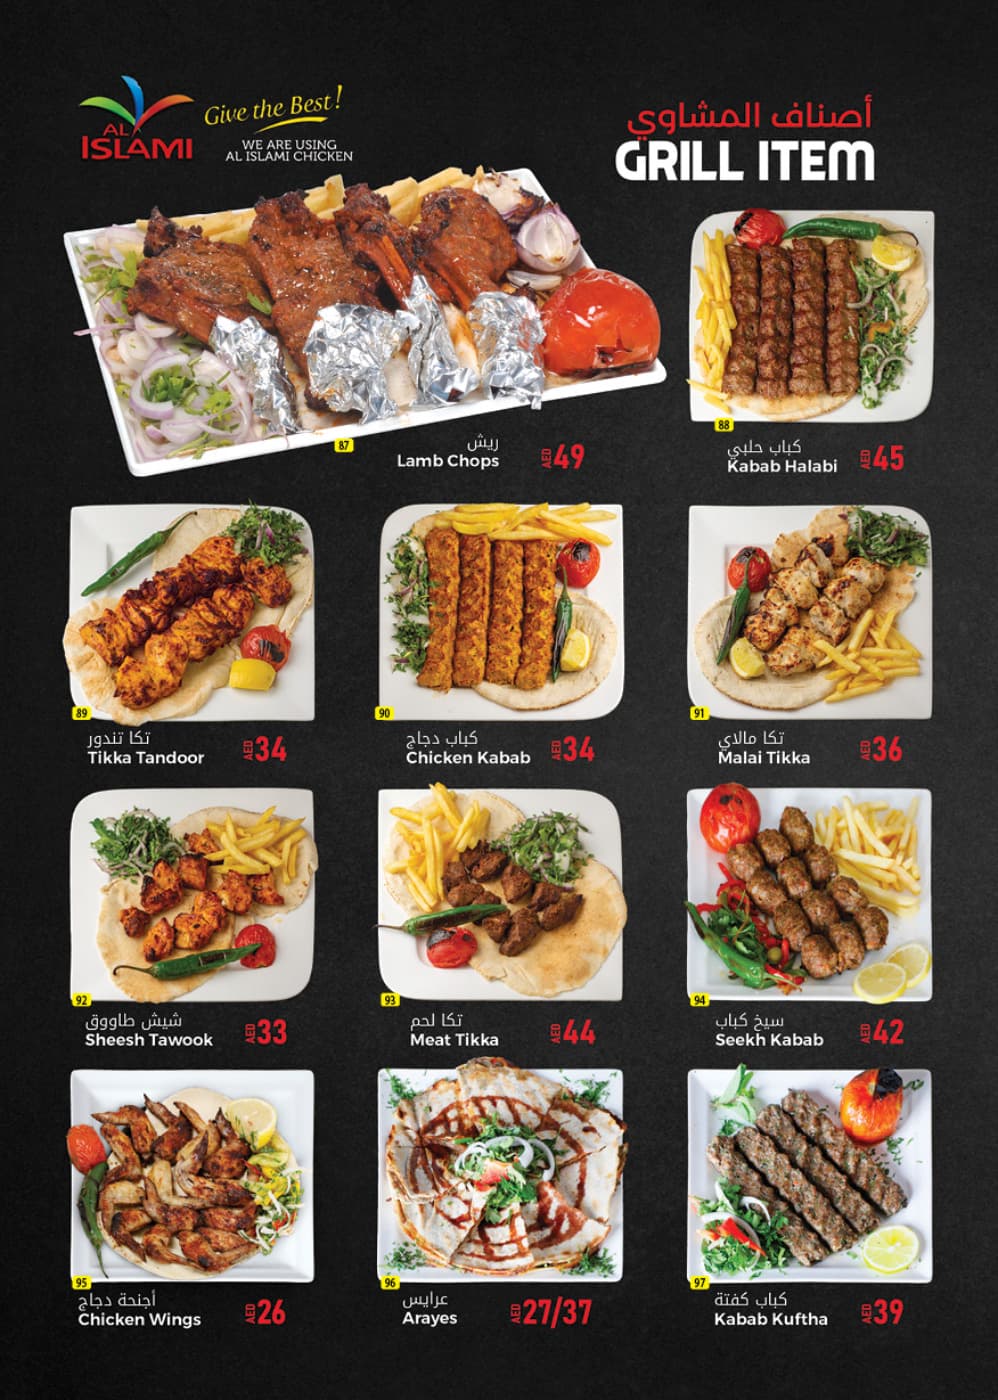 AL
ISLAMI
Give the Best!
WE ARE USING
AL ISLAMI CHICKEN
أصناف المشاوي
GRILL ITEM
87
ريش
Lamb Chops
AED 49
88
كباب حلبي
Kabab Halabi
AED 45
89
تكا تندور
Tikka Tandoor
AED 34
90
كباب دجاج
Chicken Kabab
AED 34
91
تكا مالاي
Malai Tikka
AED 36
92
شيش طاووق
Sheesh Tawook
AED 33
93
تكا لحم
Meat Tikka
AED 44
94
سيخ كباب
Seekh Kabab
AED 42
95
أجنحة دجاج
Chicken Wings
AED 26
96
عرايس
Arayes
AED 27/37
97
كباب كفتة
Kabab Kuftha
AED 39